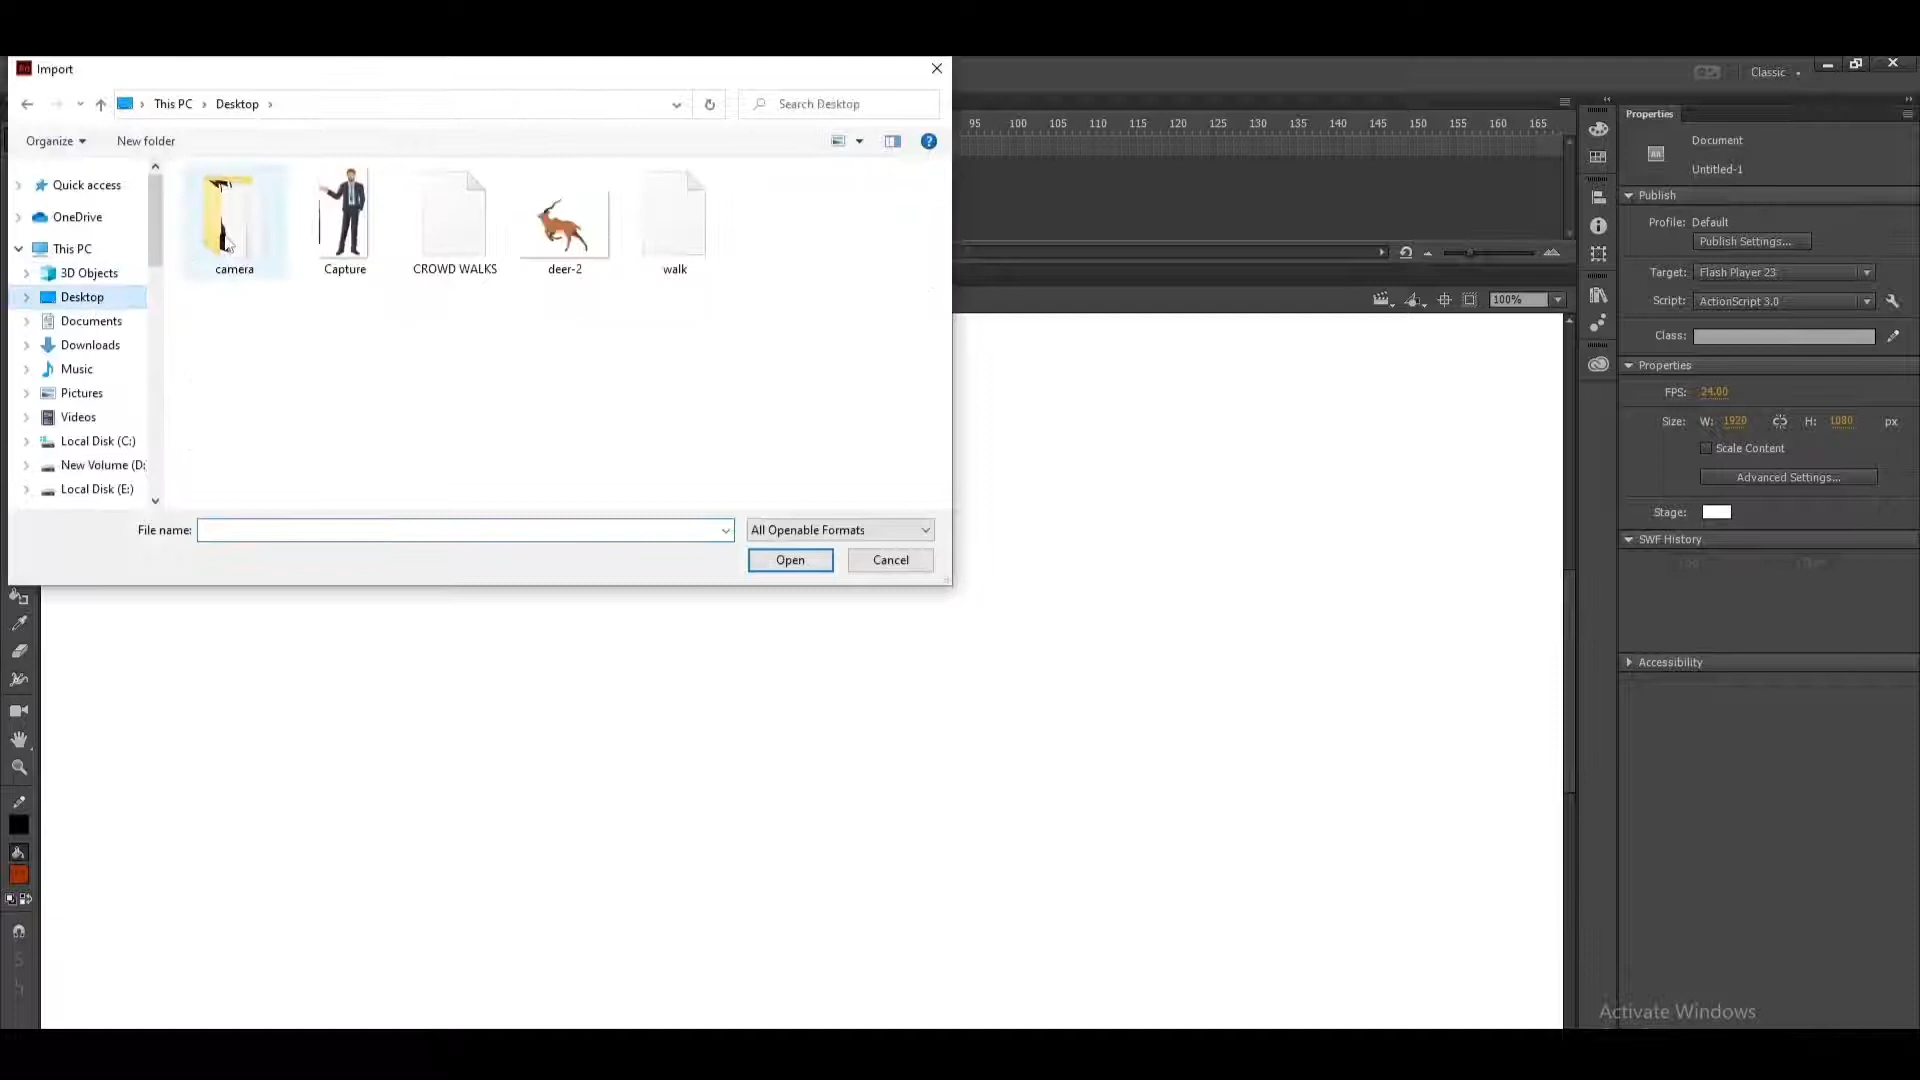 An Import
Classic
This PC Desktop Search Desktop
95 100 105 110 115 120 125 130 135 140 145 150 155 160 165
Properties
Organize New folder ?
Document
Untitled-1
Quick access
OneDrive
This PC
3D Objects
Desktop
Documents
Downloads
Music
Pictures
Videos
Local Disk (C:)
New Volume (D:
Local Disk (E:)
camera Capture CROWD WALKS deer-2 walk
File name: All Openable Formats
Open Cancel
100%
Publish
Profile: Default
Publish Settings...
Target: Flash Player 23
Script: ActionScript 3.0
Class:
Properties
FPS: 24.00
Size: W: 1920 H: 1080 px
Scale Content
Advanced Settings...
Stage:
SWF History
Accessibility
Activate Windows